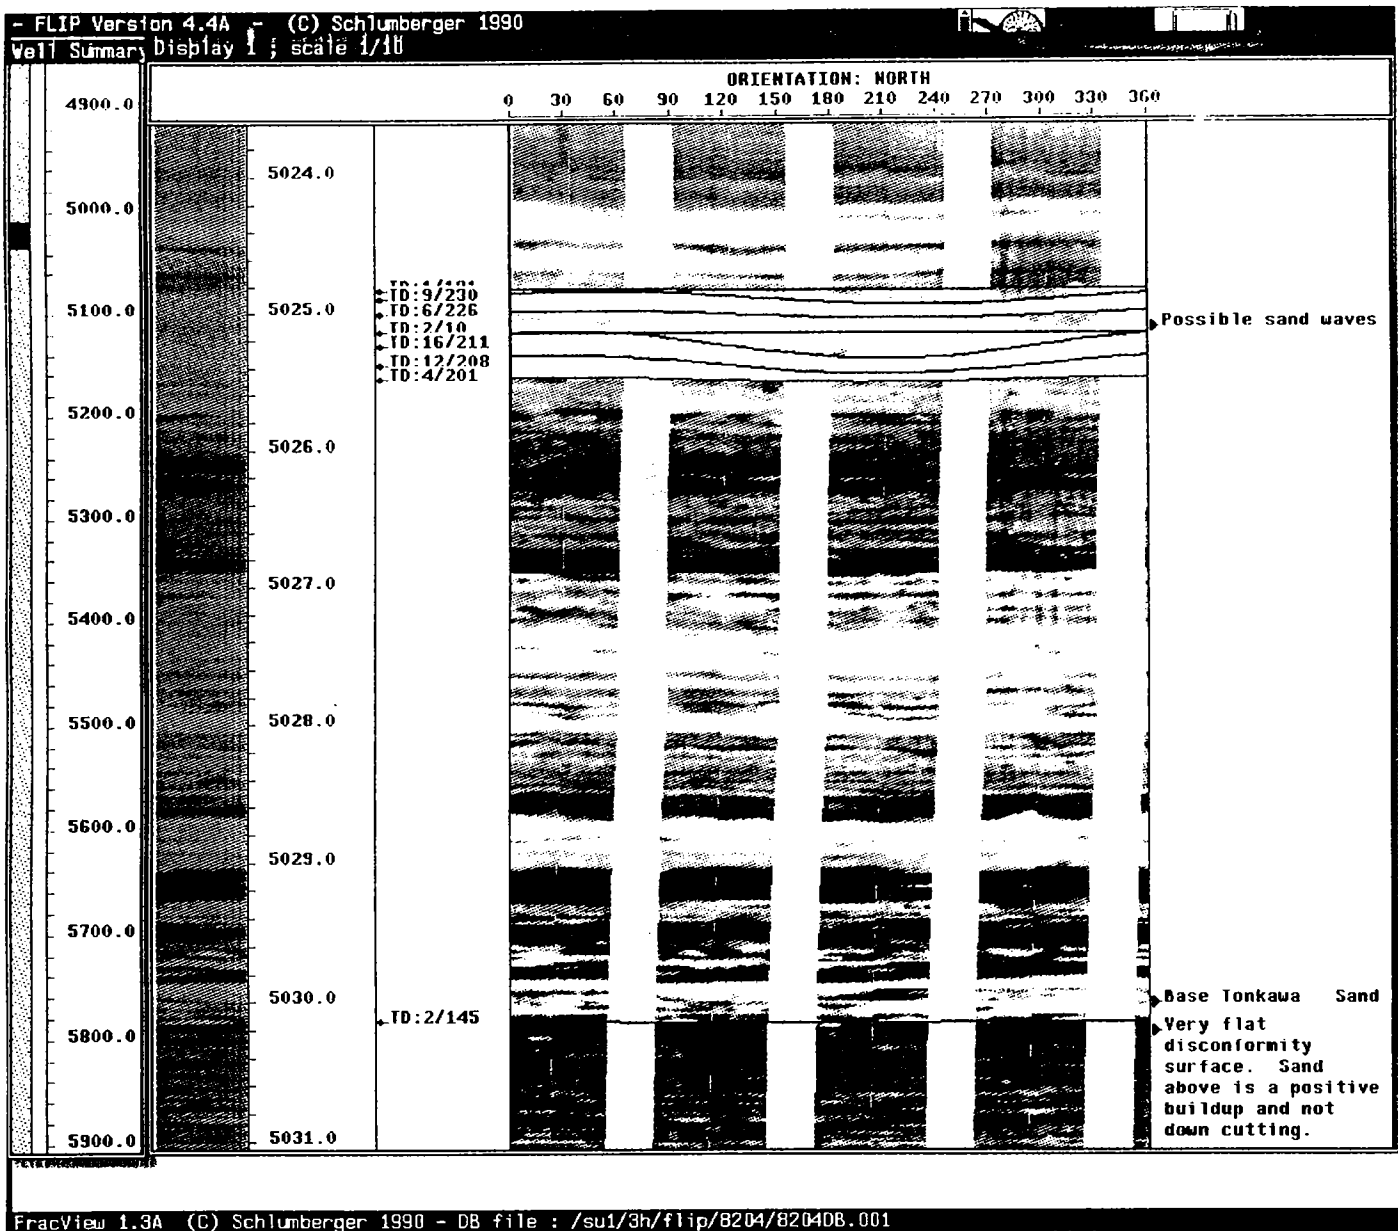 - FLIP Version 4.4A - (C) Schlumberger 1990
Well Summary
Display 1 ; scale 1/10
ORIENTATION: NORTH
0 30 60 90 120 150 180 210 240 270 300 330 360
4900.0
5000.0
5100.0
5200.0
5300.0
5400.0
5500.0
5600.0
5700.0
5800.0
5900.0
5024.0
5025.0
5026.0
5027.0
5028.0
5029.0
5030.0
5031.0
TD:9/230
TD:6/226
TD:2/10
TD:16/211
TD:12/208
TD:4/201
TD:2/145
Possible sand waves
Base Tonkawa Sand
Very flat
disconformity
surface. Sand
above is a positive
buildup and not
down cutting.
FracView 1.3A (C) Schlumberger 1990 - DB file : /su1/3h/flip/8204/8204DB.001